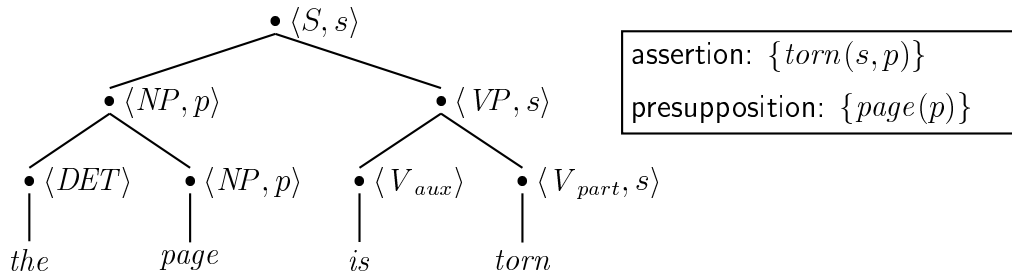 ⟨S, s⟩
assertion: {torn(s, p)}
presupposition: {page(p)}
⟨NP, p⟩ ⟨VP, s⟩
⟨DET⟩ ⟨NP, p⟩ ⟨V_aux⟩ ⟨V_part, s⟩
the page is torn